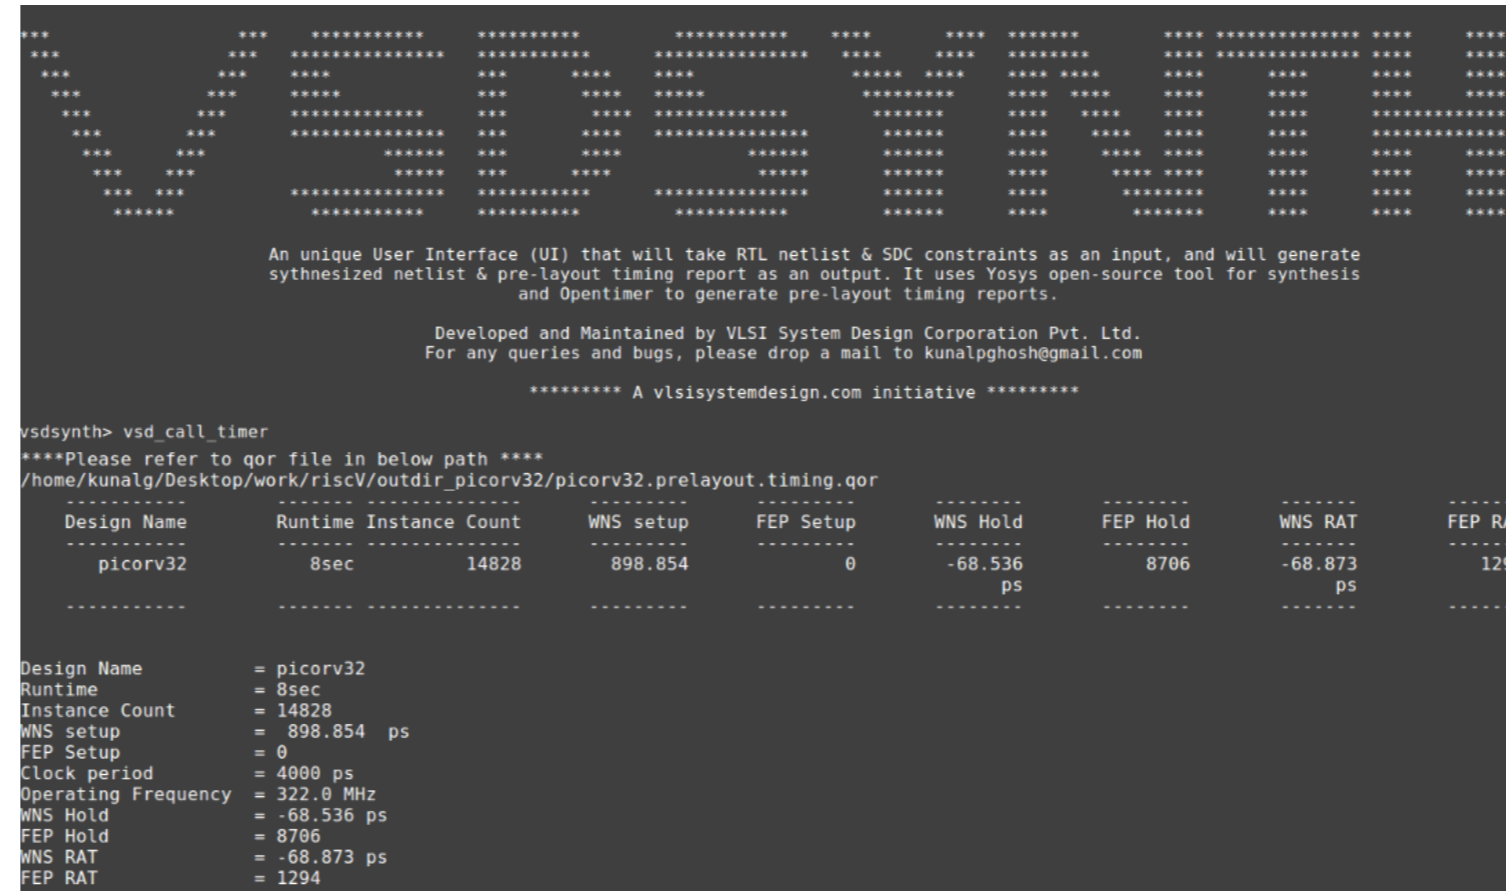 VSDSYNTH
An unique User Interface (UI) that will take RTL netlist & SDC constraints as an input, and will generate
sythnesized netlist & pre-layout timing report as an output. It uses Yosys open-source tool for synthesis
and Opentimer to generate pre-layout timing reports.
Developed and Maintained by VLSI System Design Corporation Pvt. Ltd.
For any queries and bugs, please drop a mail to kunalpghosh@gmail.com
********* A vlsisystemdesign.com initiative *********
vsdsynth> vsd_call_timer
****Please refer to qor file in below path ****
/home/kunalg/Desktop/work/riscV/outdir_picorv32/picorv32.prelayout.timing.qor
----------- ------- -------------- --------- --------- -------- -------- ------- -----
Design Name Runtime Instance Count WNS setup FEP Setup WNS Hold FEP Hold WNS RAT FEP RA
----------- ------- -------------- --------- --------- -------- -------- ------- -----
picorv32 8sec 14828 898.854 0 -68.536 8706 -68.873 129
ps ps
----------- ------- -------------- --------- --------- -------- -------- ------- -----
Design Name = picorv32
Runtime = 8sec
Instance Count = 14828
WNS setup = 898.854 ps
FEP Setup = 0
Clock period = 4000 ps
Operating Frequency = 322.0 MHz
WNS Hold = -68.536 ps
FEP Hold = 8706
WNS RAT = -68.873 ps
FEP RAT = 1294